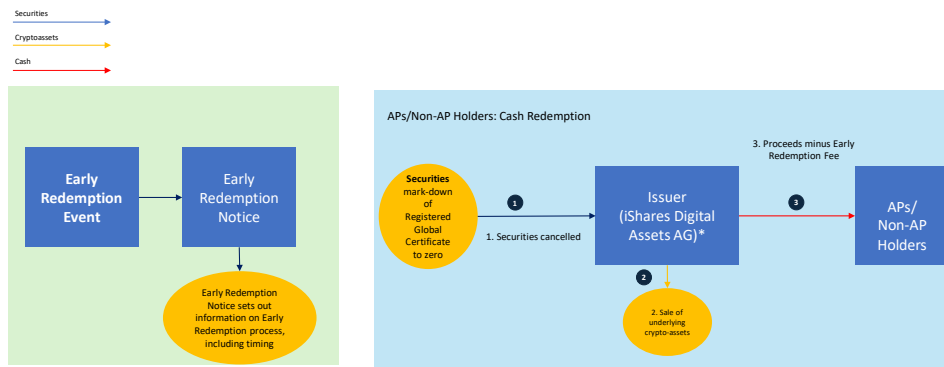 Securities
Cryptoassets
Cash
Early
Redemption
Event
Early
Redemption
Notice
Early Redemption
Notice sets out
information on Early
Redemption process,
including timing
APs/Non-AP Holders: Cash Redemption
Securities
mark-down
of
Registered
Global
Certificate
to zero
1
1. Securities cancelled
Issuer
(iShares Digital
Assets AG)*
2
2. Sale of
underlying
crypto-assets
3. Proceeds minus Early
Redemption Fee
3
APs/
Non-AP
Holders